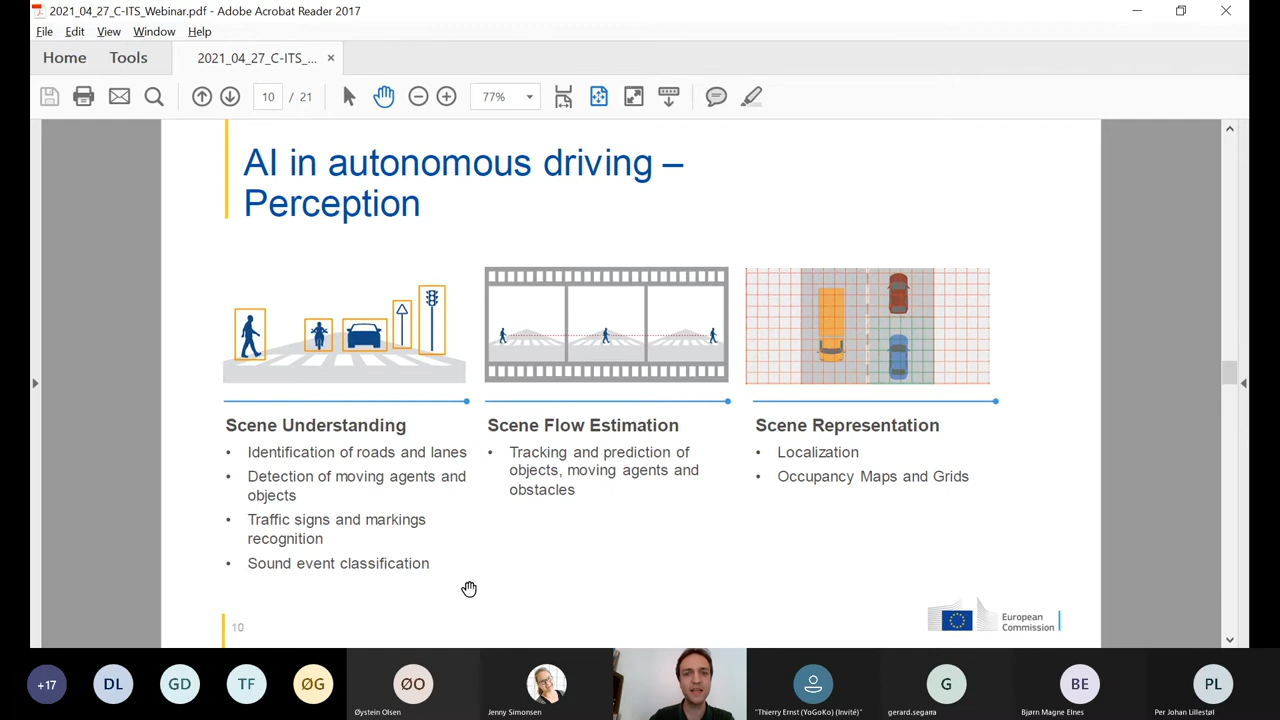 2021_04_27_C-ITS_Webinar.pdf - Adobe Acrobat Reader 2017
File Edit View Window Help
Home Tools 2021_04_27_C-ITS_... ×
10 / 21 77%
AI in autonomous driving –
Perception
Scene Understanding
• Identification of roads and lanes
• Detection of moving agents and
objects
• Traffic signs and markings
recognition
• Sound event classification
Scene Flow Estimation
• Tracking and prediction of
objects, moving agents and
obstacles
Scene Representation
• Localization
• Occupancy Maps and Grids
10
European
Commission
+17 DL GD TF ØG ØO G BE PL
Øystein Olsen Jenny Simonsen "Thierry Ernst (YoGoKo) (Invité)" gerard.segarra Bjørn Magne Elnes Per Johan Lillestøl